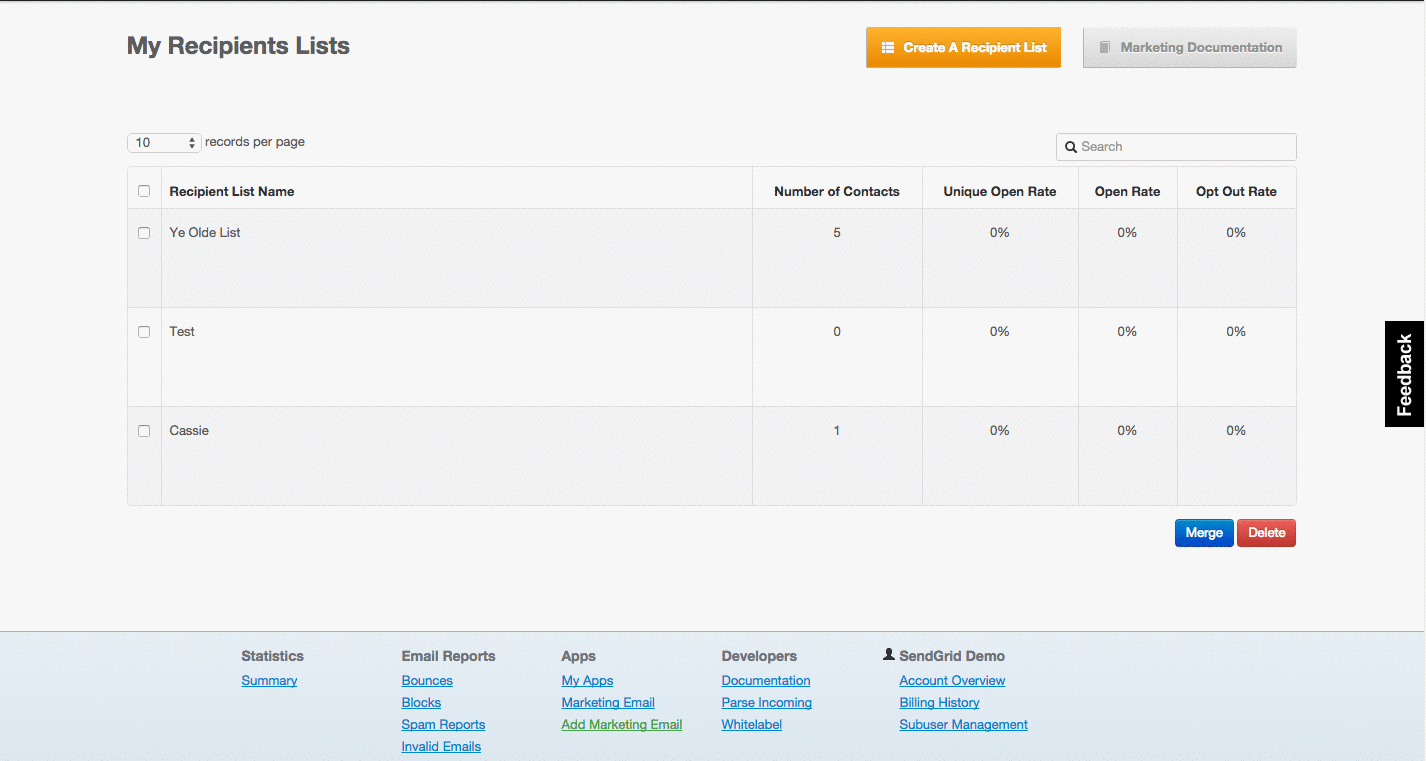 My Recipients Lists
Create A Recipient List
Marketing Documentation
10 records per page
Search
Recipient List Name Number of Contacts Unique Open Rate Open Rate Opt Out Rate
Ye Olde List 5 0% 0% 0%
Test 0 0% 0% 0%
Cassie 1 0% 0% 0%
Feedback
Merge Delete
Statistics Email Reports Apps Developers SendGrid Demo
Summary Bounces My Apps Documentation Account Overview
Blocks Marketing Email Parse Incoming Billing History
Spam Reports Add Marketing Email Whitelabel Subuser Management
Invalid Emails